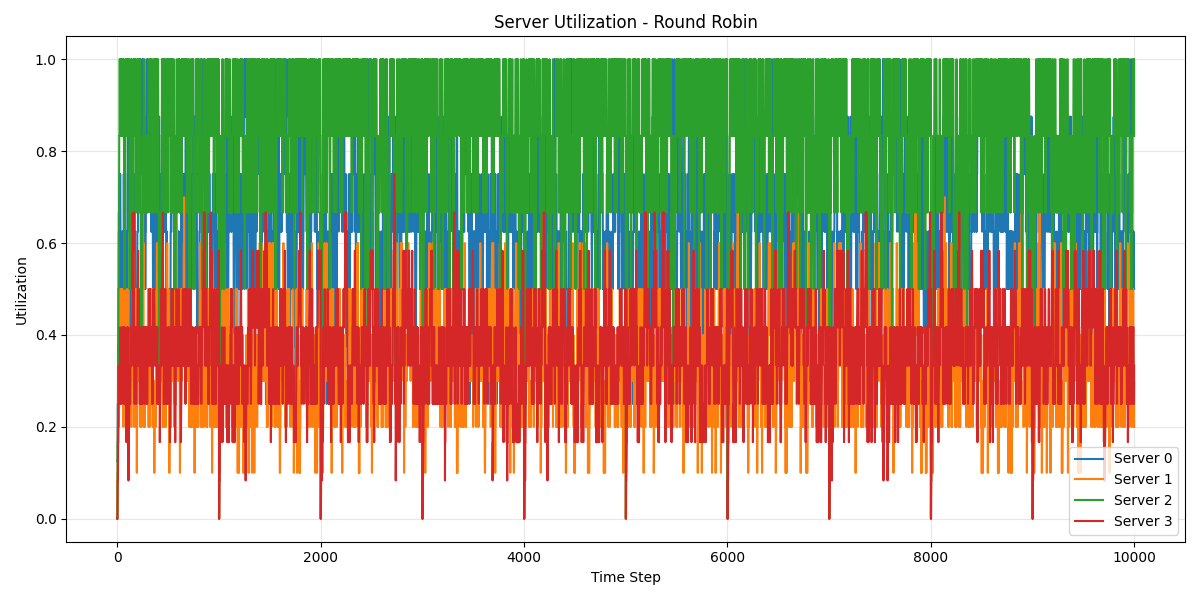 Server Utilization - Round Robin
1.0
0.8
0.6
0.4
0.2
0.0
Utilization
0 2000 4000 6000 8000 10000
Time Step
Server 0
Server 1
Server 2
Server 3